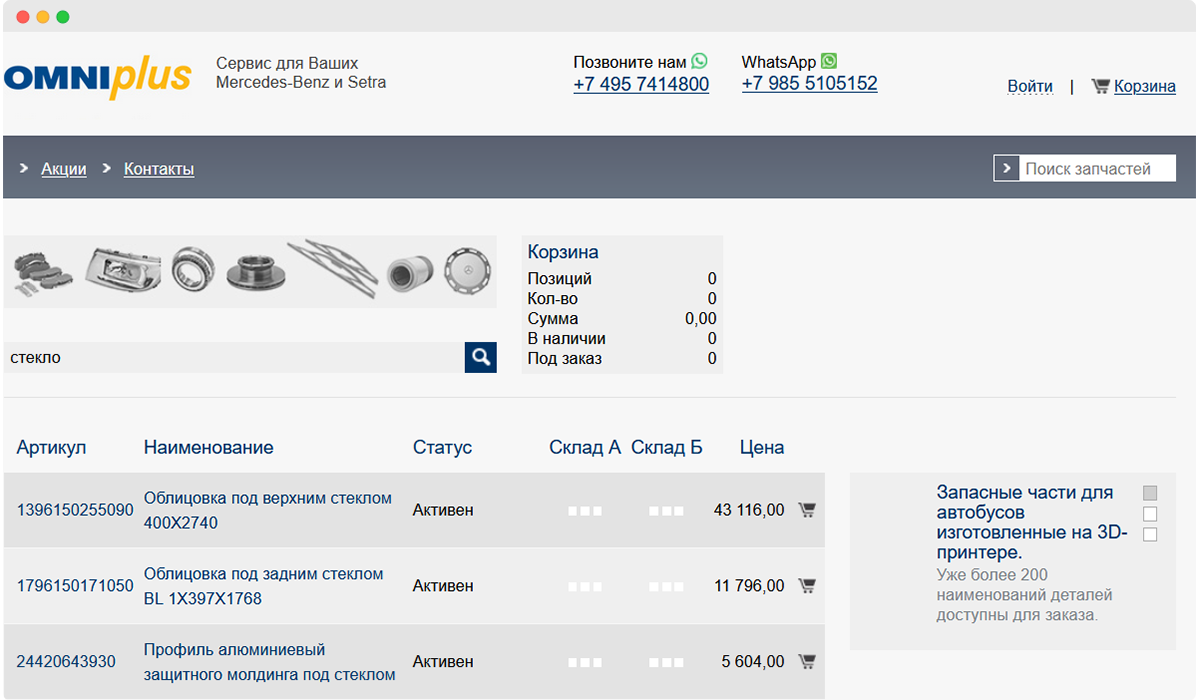 OMNIplus
Сервис для Ваших
Mercedes-Benz и Setra
Позвоните нам
+7 495 7414800
WhatsApp
+7 985 5105152
Войти | Корзина
Акции
Контакты
Поиск запчастей
Корзина
Позиций 0
Кол-во 0
Сумма 0,00
В наличии 0
Под заказ 0
стекло
Артикул Наименование Статус Склад А Склад Б Цена
1396150255090 Облицовка под верхним стеклом Активен 43 116,00
400X2740
1796150171050 Облицовка под задним стеклом Активен 11 796,00
BL 1X397X1768
24420643930 Профиль алюминиевый Активен 5 604,00
защитного молдинга под стеклом
Запасные части для
автобусов
изготовленные на 3D-
принтере.
Уже более 200
наименований деталей
доступны для заказа.